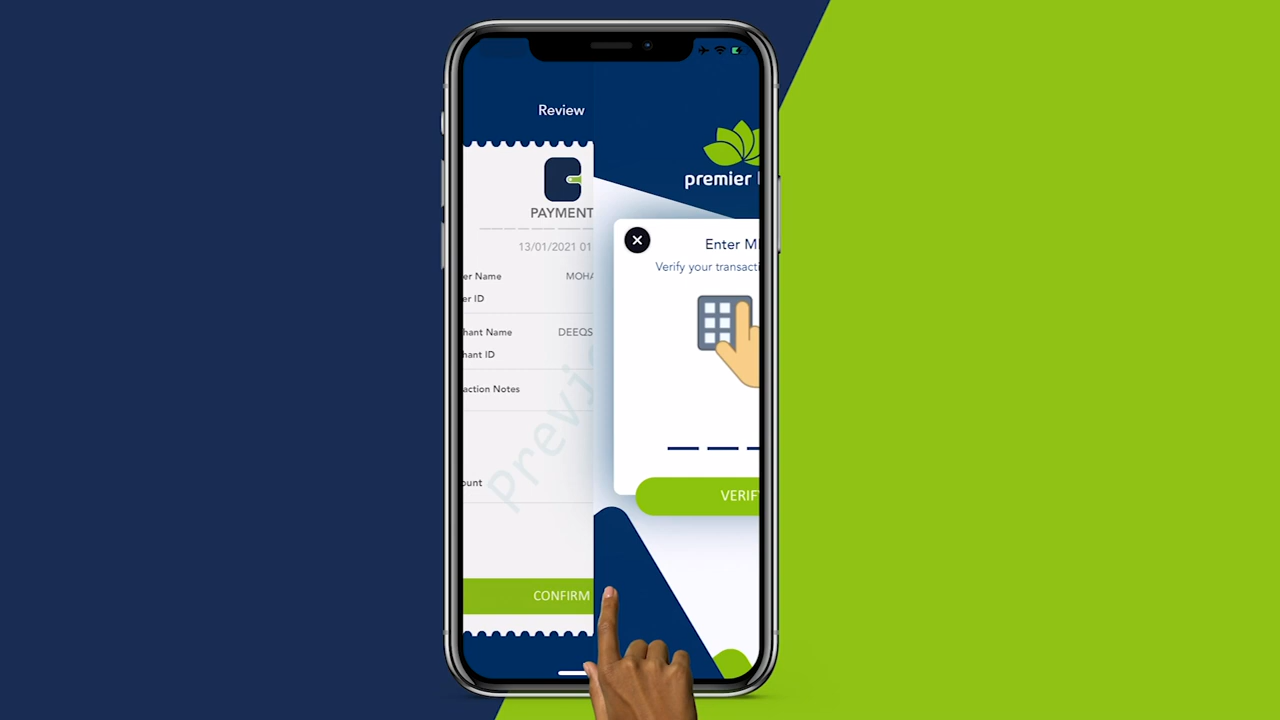 Review
PAYMENT
13/01/2021 01
er Name MOHA
er ID
hant Name DEEQS
hant ID
action Notes
ount
Previ
CONFIRM
premier
Enter M
Verify your transacti
VERIF